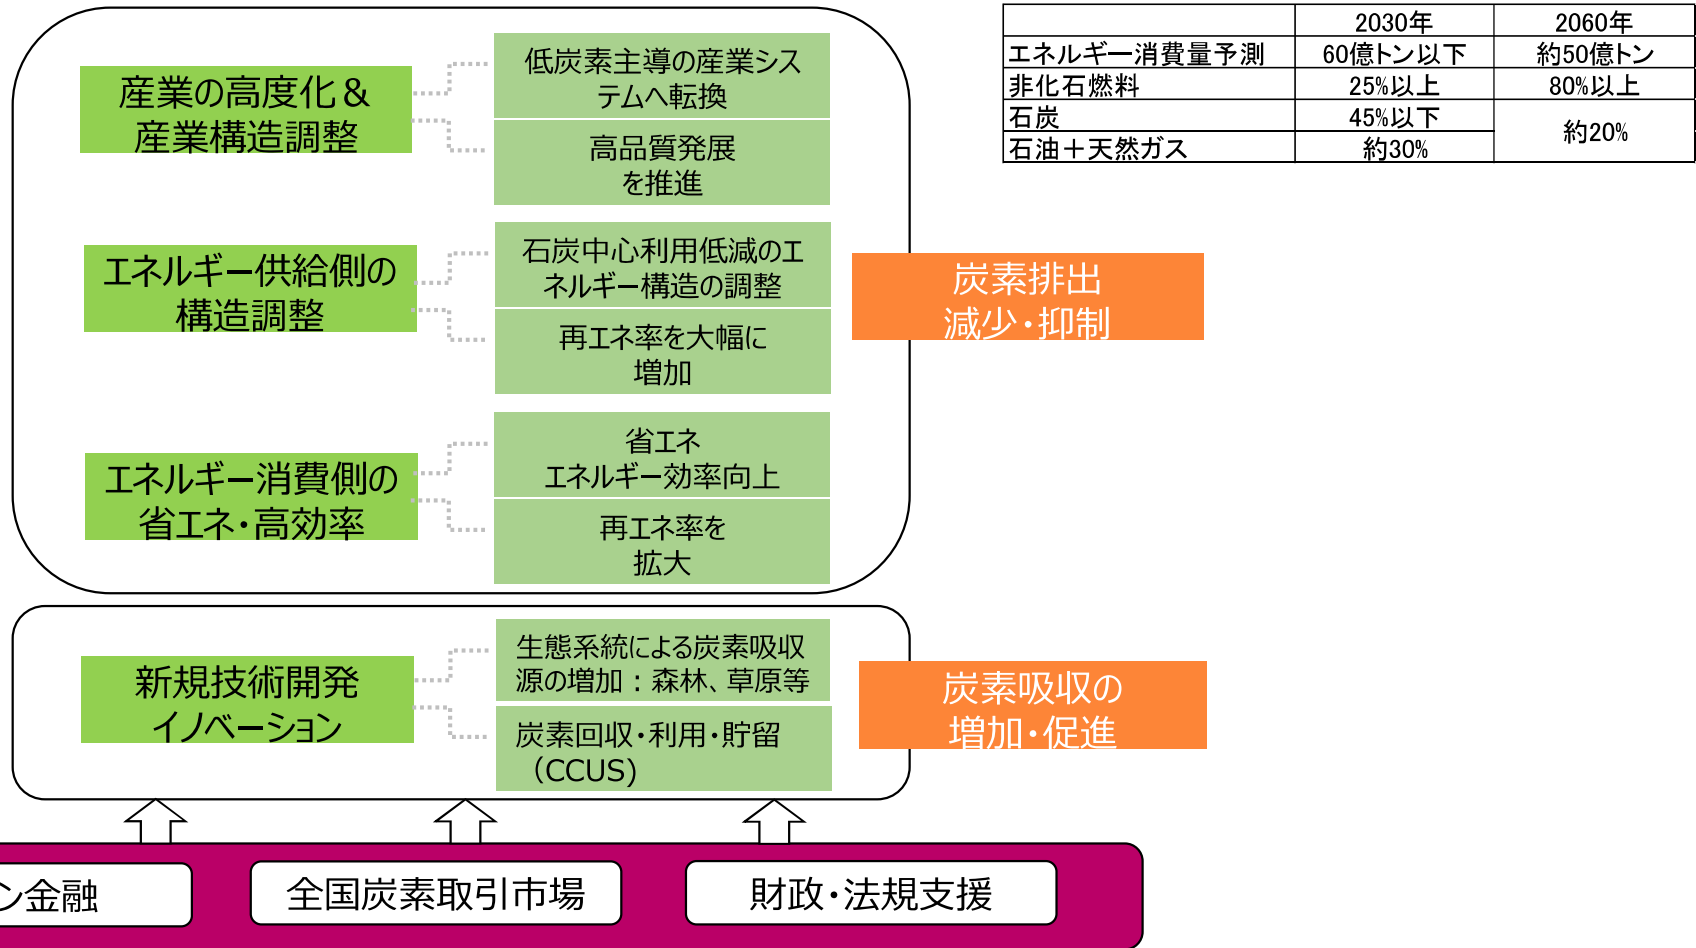 産業の高度化＆
産業構造調整
低炭素主導の産業シス
テムへ転換
高品質発展
を推進
エネルギー供給側の
構造調整
石炭中心利用低減のエ
ネルギー構造の調整
再エネ率を大幅に
増加
エネルギー消費側の
省エネ・高効率
省エネ
エネルギー効率向上
再エネ率を
拡大
炭素排出
減少・抑制
新規技術開発
イノベーション
生態系統による炭素吸収
源の増加：森林、草原等
炭素回収・利用・貯留
（CCUS)
炭素吸収の
増加・促進
ン金融
全国炭素取引市場
財政・法規支援
2030年 2060年
エネルギー消費量予測 60億トン以下 約50億トン
非化石燃料 25%以上 80%以上
石炭 45%以下
約20%
石油＋天然ガス 約30%